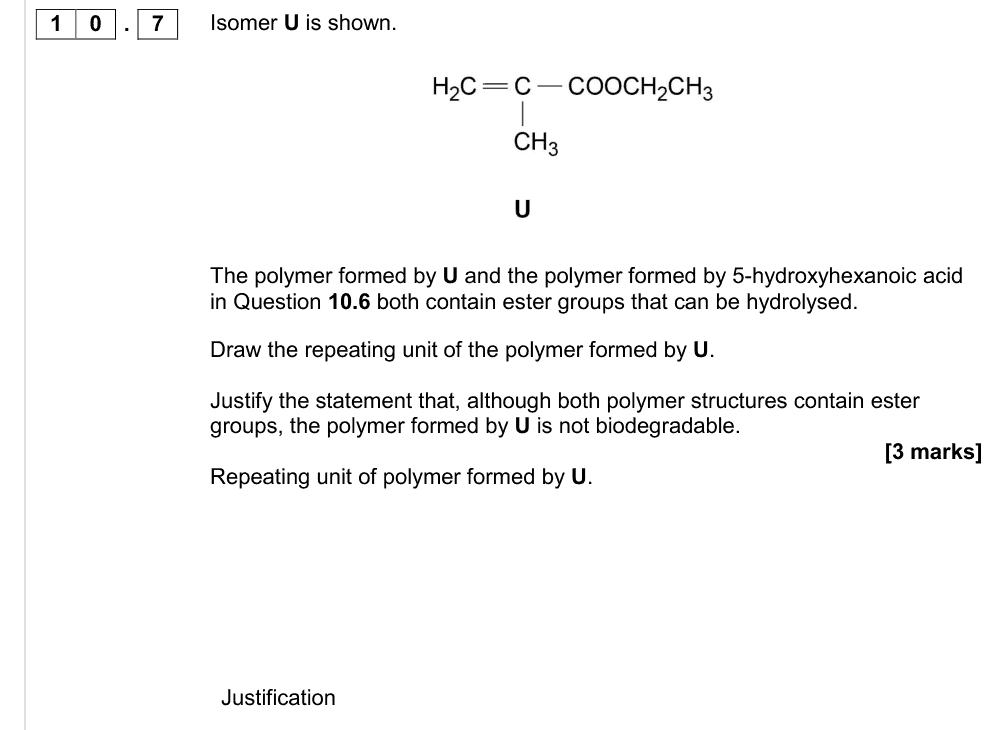 10.7 Isomer U is shown.
H₂C=C—COOCH₂CH₃
|
CH₃
U
The polymer formed by U and the polymer formed by 5-hydroxyhexanoic acid
in Question 10.6 both contain ester groups that can be hydrolysed.
Draw the repeating unit of the polymer formed by U.
Justify the statement that, although both polymer structures contain ester
groups, the polymer formed by U is not biodegradable.
[3 marks]
Repeating unit of polymer formed by U.
Justification